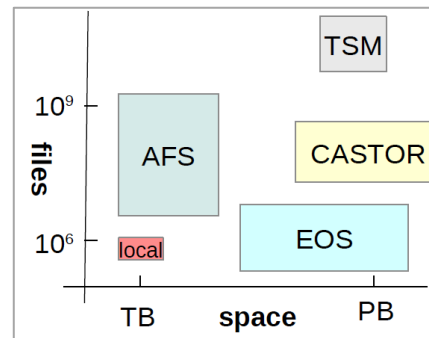 TSM
10⁹
AFS
CASTOR
files
10⁶
local
EOS
TB
space
PB